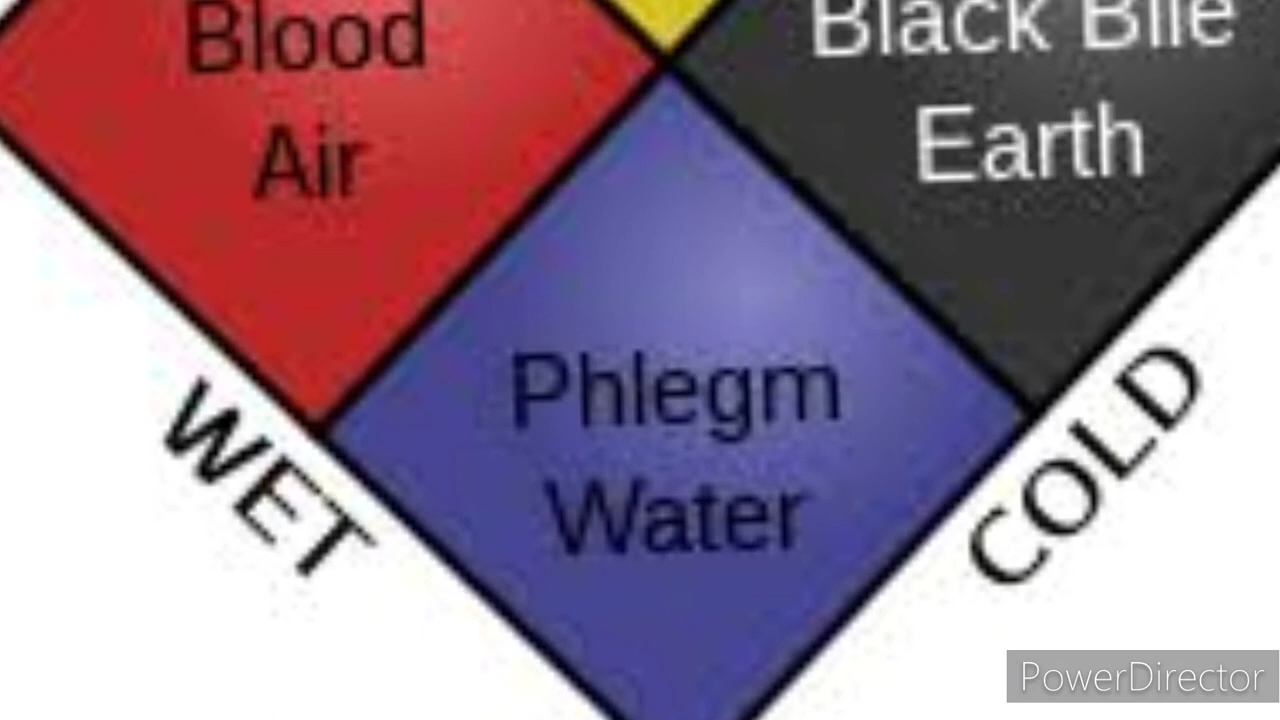 Blood
Air
Black Bile
Earth
Phlegm
Water
WET
COLD
PowerDirector